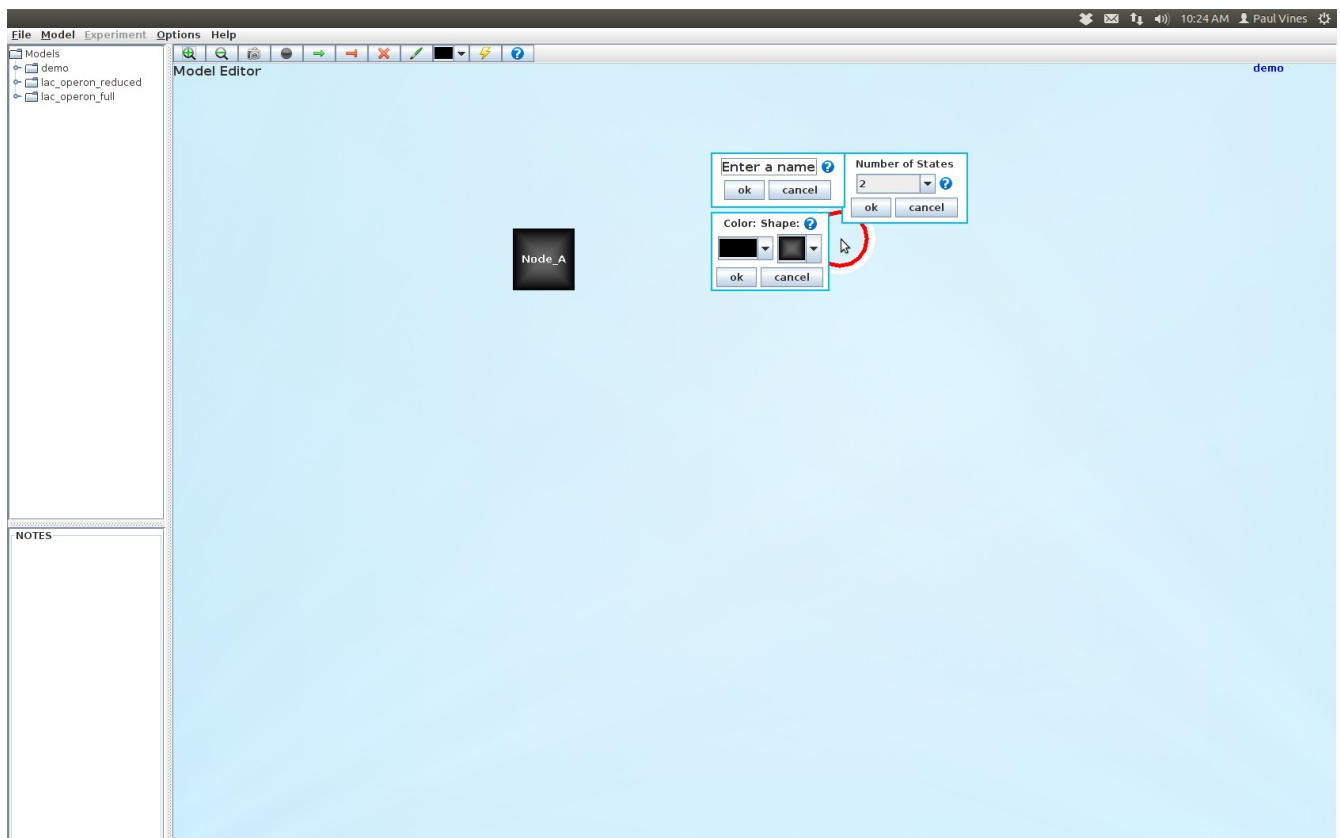 10:24 AM Paul Vines
File Model Experiment Options Help
Models
demo
lac_operon_reduced
lac_operon_full
Model Editor
demo
Enter a name
ok cancel
Number of States
2
ok cancel
Color: Shape:
ok cancel
Node_A
NOTES